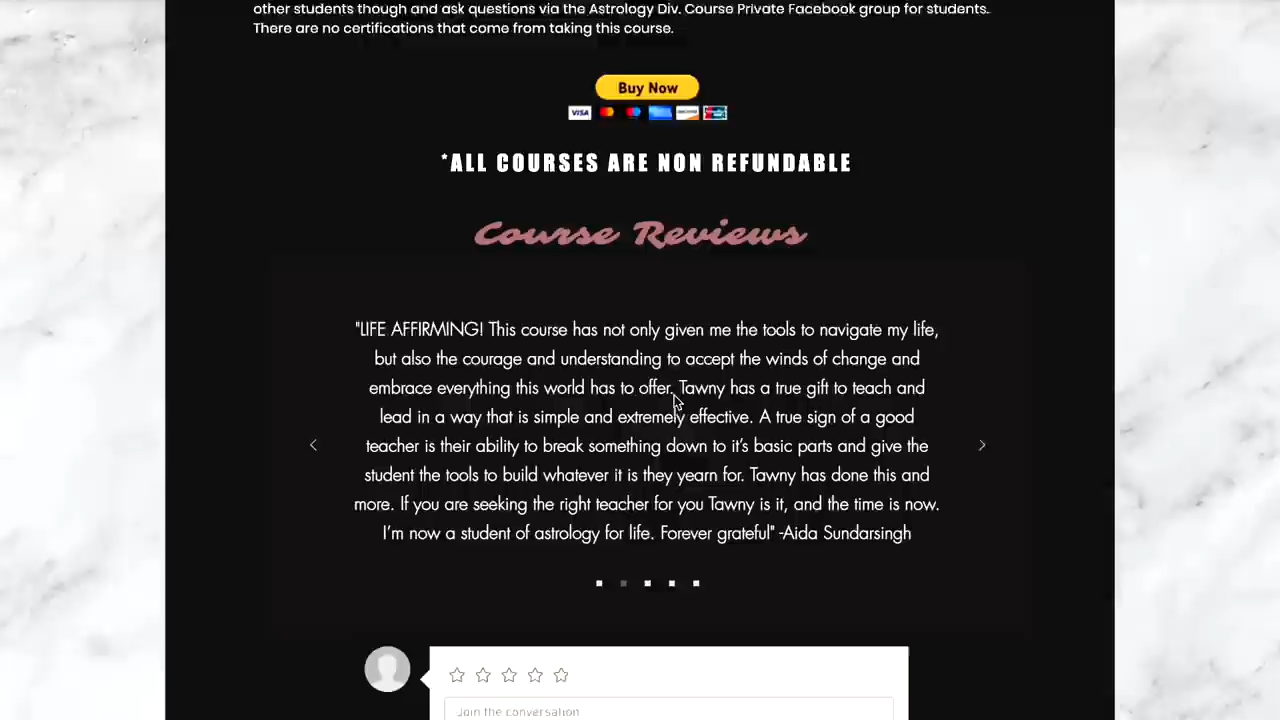 other students though and ask questions via the Astrology Div. Course Private Facebook group for students.
There are no certifications that come from taking this course.
Buy Now
VISA
*ALL COURSES ARE NON REFUNDABLE
Course Reviews
"LIFE AFFIRMING! This course has not only given me the tools to navigate my life,
but also the courage and understanding to accept the winds of change and
embrace everything this world has to offer. Tawny has a true gift to teach and
lead in a way that is simple and extremely effective. A true sign of a good
teacher is their ability to break something down to it's basic parts and give the
student the tools to build whatever it is they yearn for. Tawny has done this and
more. If you are seeking the right teacher for you Tawny is it, and the time is now.
I'm now a student of astrology for life. Forever grateful" -Aida Sundarsingh
Join the conversation